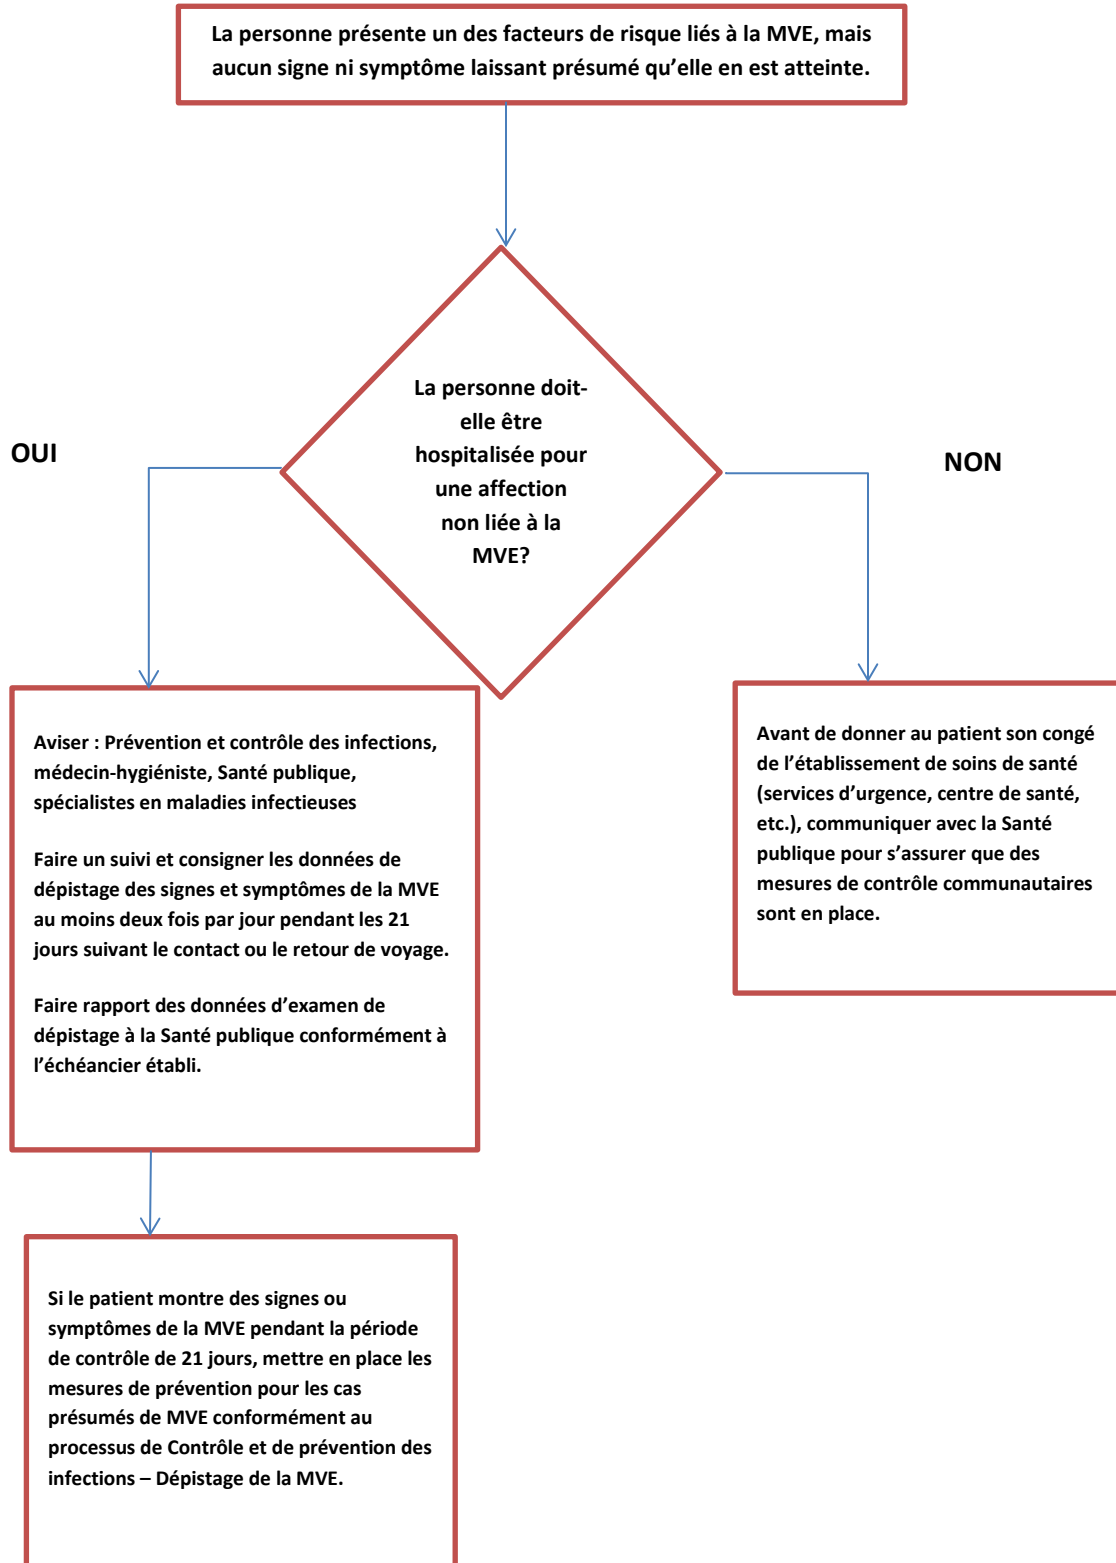 La personne présente un des facteurs de risque liés à la MVE, mais
aucun signe ni symptôme laissant présumé qu'elle en est atteinte.
La personne doit-
elle être
hospitalisée pour
une affection
non liée à la
MVE?
OUI
NON
Aviser : Prévention et contrôle des infections,
médecin-hygiéniste, Santé publique,
spécialistes en maladies infectieuses
Faire un suivi et consigner les données de
dépistage des signes et symptômes de la MVE
au moins deux fois par jour pendant les 21
jours suivant le contact ou le retour de voyage.
Faire rapport des données d'examen de
dépistage à la Santé publique conformément à
l'échéancier établi.
Avant de donner au patient son congé
de l'établissement de soins de santé
(services d'urgence, centre de santé,
etc.), communiquer avec la Santé
publique pour s'assurer que des
mesures de contrôle communautaires
sont en place.
Si le patient montre des signes ou
symptômes de la MVE pendant la période
de contrôle de 21 jours, mettre en place les
mesures de prévention pour les cas
présumés de MVE conformément au
processus de Contrôle et de prévention des
infections – Dépistage de la MVE.